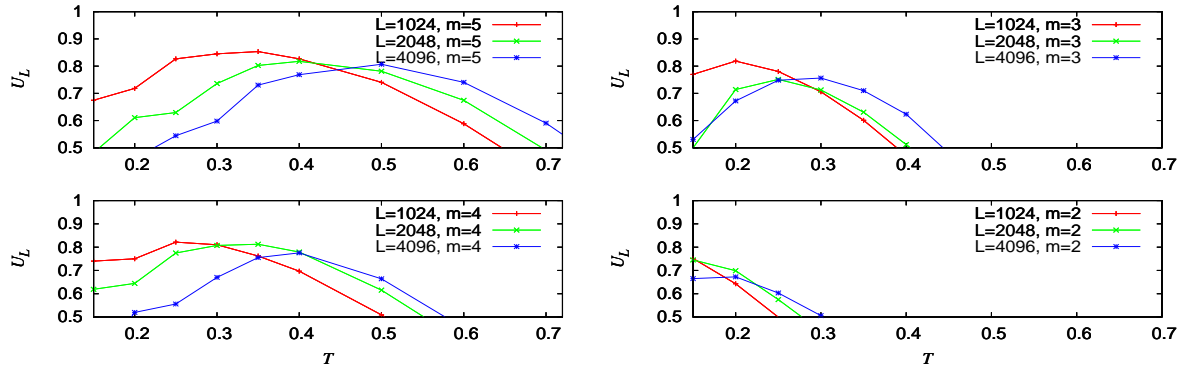 L=1024, m=5
L=2048, m=5
L=4096, m=5
U_L
1
0.9
0.8
0.7
0.6
0.5
0.2 0.3 0.4 0.5 0.6 0.7
L=1024, m=3
L=2048, m=3
L=4096, m=3
U_L
1
0.9
0.8
0.7
0.6
0.5
0.2 0.3 0.4 0.5 0.6 0.7
L=1024, m=4
L=2048, m=4
L=4096, m=4
U_L
1
0.9
0.8
0.7
0.6
0.5
0.2 0.3 0.4 0.5 0.6 0.7
T
L=1024, m=2
L=2048, m=2
L=4096, m=2
U_L
1
0.9
0.8
0.7
0.6
0.5
0.2 0.3 0.4 0.5 0.6 0.7
T